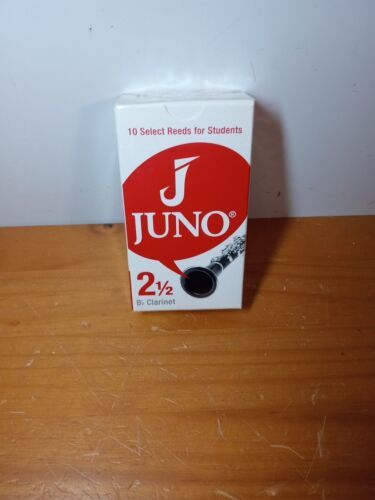 10 Select Reeds for Students
J
JUNO®
2½
B♭ Clarinet